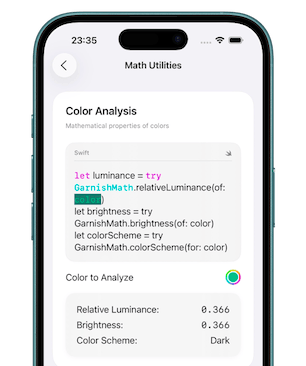 23:35
Math Utilities
Color Analysis
Mathematical properties of colors
Swift
let luminance = try
GarnishMath.relativeLuminance(of:
color)
let brightness = try
GarnishMath.brightness(of: color)
let colorScheme = try
GarnishMath.colorScheme(for: color)
Color to Analyze
Relative Luminance: 0.366
Brightness: 0.366
Color Scheme: Dark